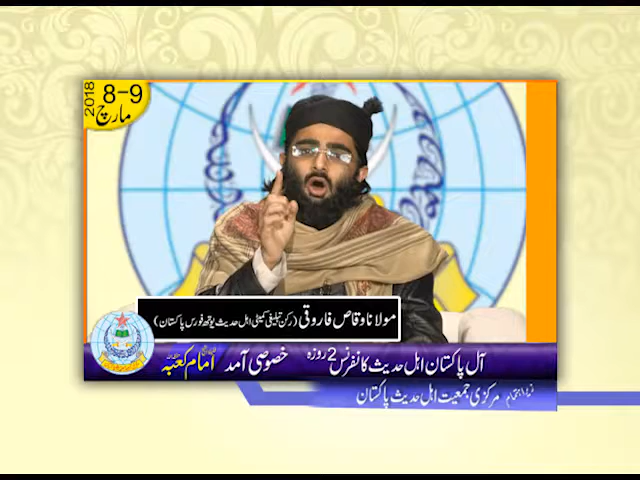 8-9
مارچ
2018
مولانا وقاص فاروقی (رکن تبلیغی کمیٹی اہل حدیث یوتھ فورس پاکستان)
آل پاکستان اہل حدیث کانفرنس 2 روزہ خصوصی آمد امام کعبہ
زیر اہتمام مرکزی جمعیت اہل حدیث پاکستان